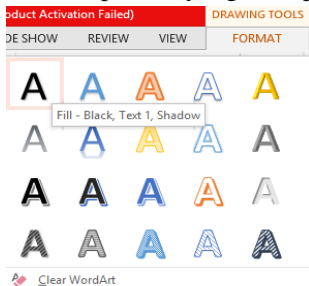 oduct Activation Failed) DRAWING TOOLS
DE SHOW REVIEW VIEW FORMAT
A A A A A
Fill - Black, Text 1, Shadow
A A A A A
A A A A A
A A A A A
Clear WordArt